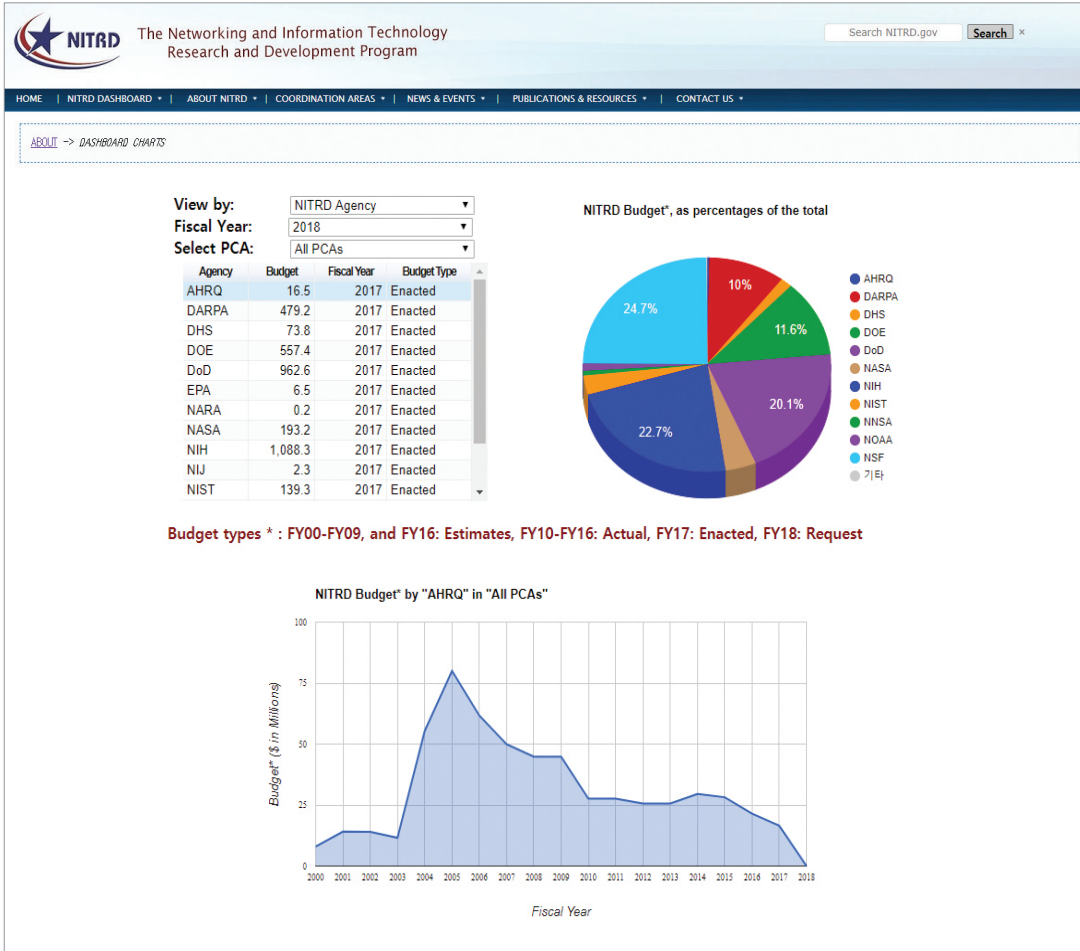 NITRD
The Networking and Information Technology
Research and Development Program
Search NITRD.gov Search ×
HOME | NITRD DASHBOARD | ABOUT NITRD | COORDINATION AREAS | NEWS & EVENTS | PUBLICATIONS & RESOURCES | CONTACT US
ABOUT -> DASHBOARD CHARTS
View by: NITRD Agency
Fiscal Year: 2018
Select PCA: All PCAs
Agency Budget Fiscal Year Budget Type
AHRQ 16.5 2017 Enacted
DARPA 479.2 2017 Enacted
DHS 73.8 2017 Enacted
DOE 557.4 2017 Enacted
DoD 962.6 2017 Enacted
EPA 6.5 2017 Enacted
NARA 0.2 2017 Enacted
NASA 193.2 2017 Enacted
NIH 1,088.3 2017 Enacted
NIJ 2.3 2017 Enacted
NIST 139.3 2017 Enacted
NITRD Budget*, as percentages of the total
10%
24.7%
11.6%
20.1%
22.7%
AHRQ
DARPA
DHS
DOE
DoD
NASA
NIH
NIST
NNSA
NOAA
NSF
기타
Budget types * : FY00-FY09, and FY16: Estimates, FY10-FY16: Actual, FY17: Enacted, FY18: Request
NITRD Budget* by "AHRQ" in "All PCAs"
Budget* ($ in Millions)
100
75
50
25
0
2000 2001 2002 2003 2004 2005 2006 2007 2008 2009 2010 2011 2012 2013 2014 2015 2016 2017 2018
Fiscal Year